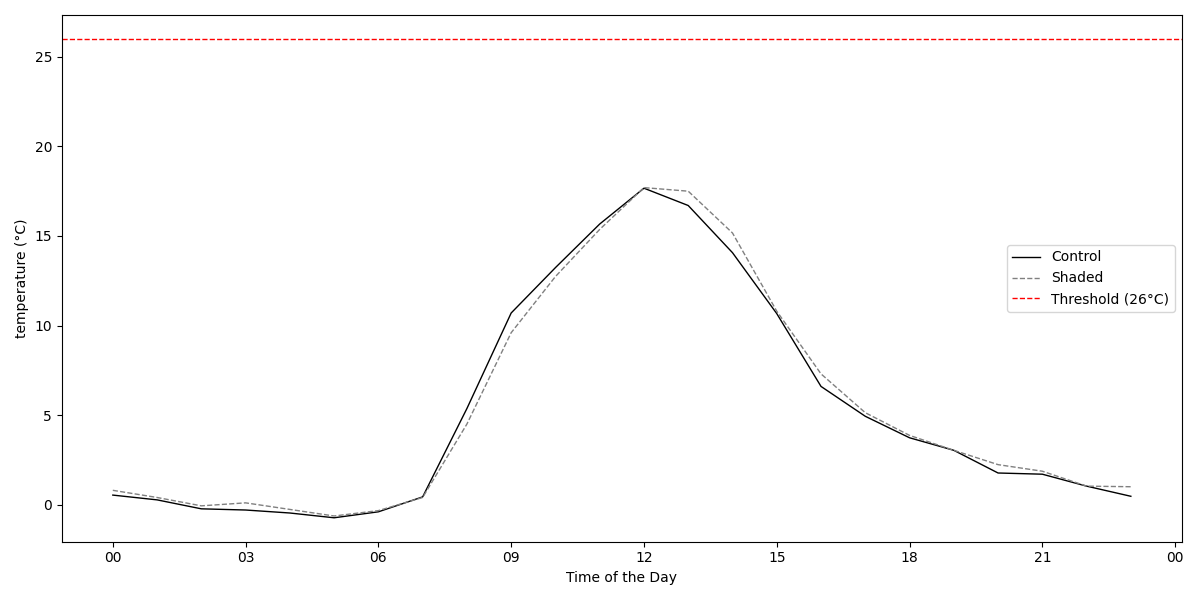 25
20
15
10
5
0
temperature (°C)
Control
Shaded
Threshold (26°C)
00 03 06 09 12 15 18 21 00
Time of the Day